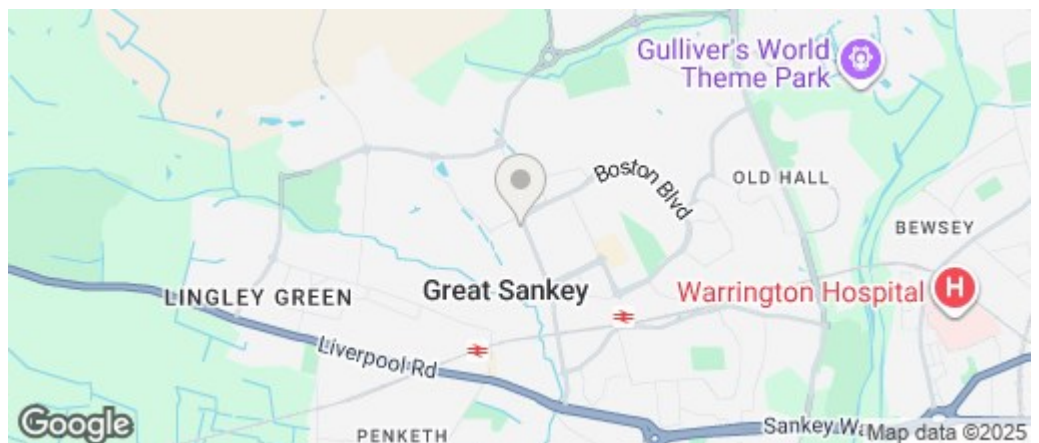 Gulliver's World
Theme Park
Boston Blvd
OLD HALL
BEWSEY
LINGLEY GREEN
Great Sankey
Warrington Hospital
H
Liverpool Rd
Google
PENKETH
Sankey
Map data ©2025